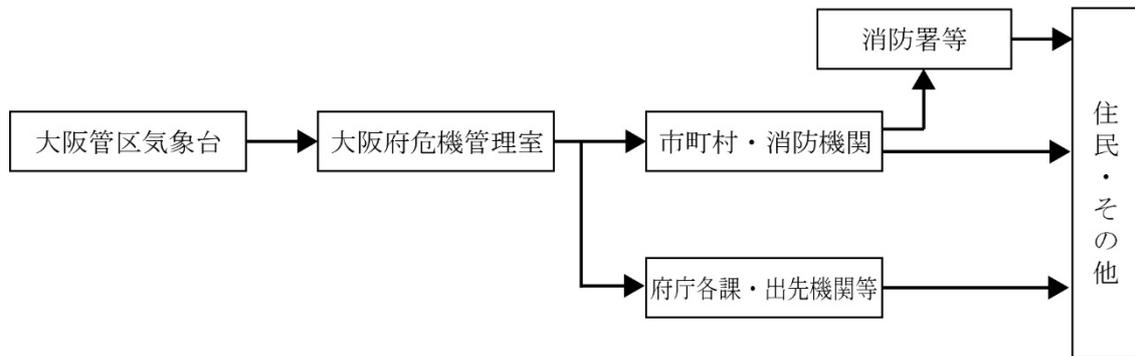 消防署等
大阪管区気象台
大阪府危機管理室
市町村・消防機関
府庁各課・出先機関等
住民・その他